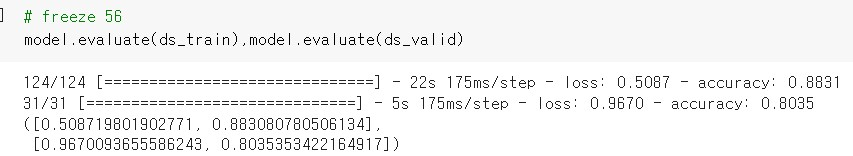 ] # freeze 56
model.evaluate(ds_train),model.evaluate(ds_valid)
124/124 [==============================] - 22s 175ms/step - loss: 0.5087 - accuracy: 0.8831
31/31 [==============================] - 5s 175ms/step - loss: 0.9670 - accuracy: 0.8035
([0.508719801902771, 0.883080780506134],
[0.9670093655586243, 0.8035353422164917])